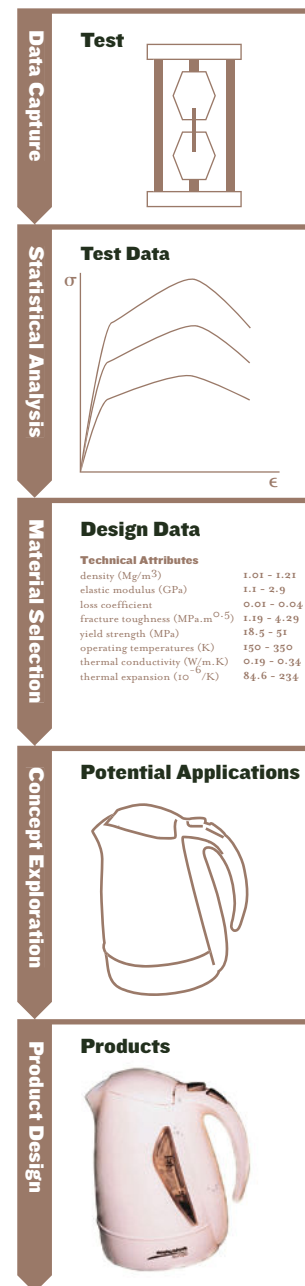 Data Capture
Test
Statistical Analysis
Test Data
σ
ϵ
Material Selection
Design Data
Technical Attributes
density (Mg/m³) 1.01 - 1.21
elastic modulus (GPa) 1.1 - 2.9
loss coefficient 0.01 - 0.04
fracture toughness (MPa.m⁰·⁵) 1.19 - 4.29
yield strength (MPa) 18.5 - 51
operating temperatures (K) 150 - 350
thermal conductivity (W/m.K) 0.19 - 0.34
thermal expansion (10⁻⁶/K) 84.6 - 234
Concept Exploration
Potential Applications
Product Design
Products